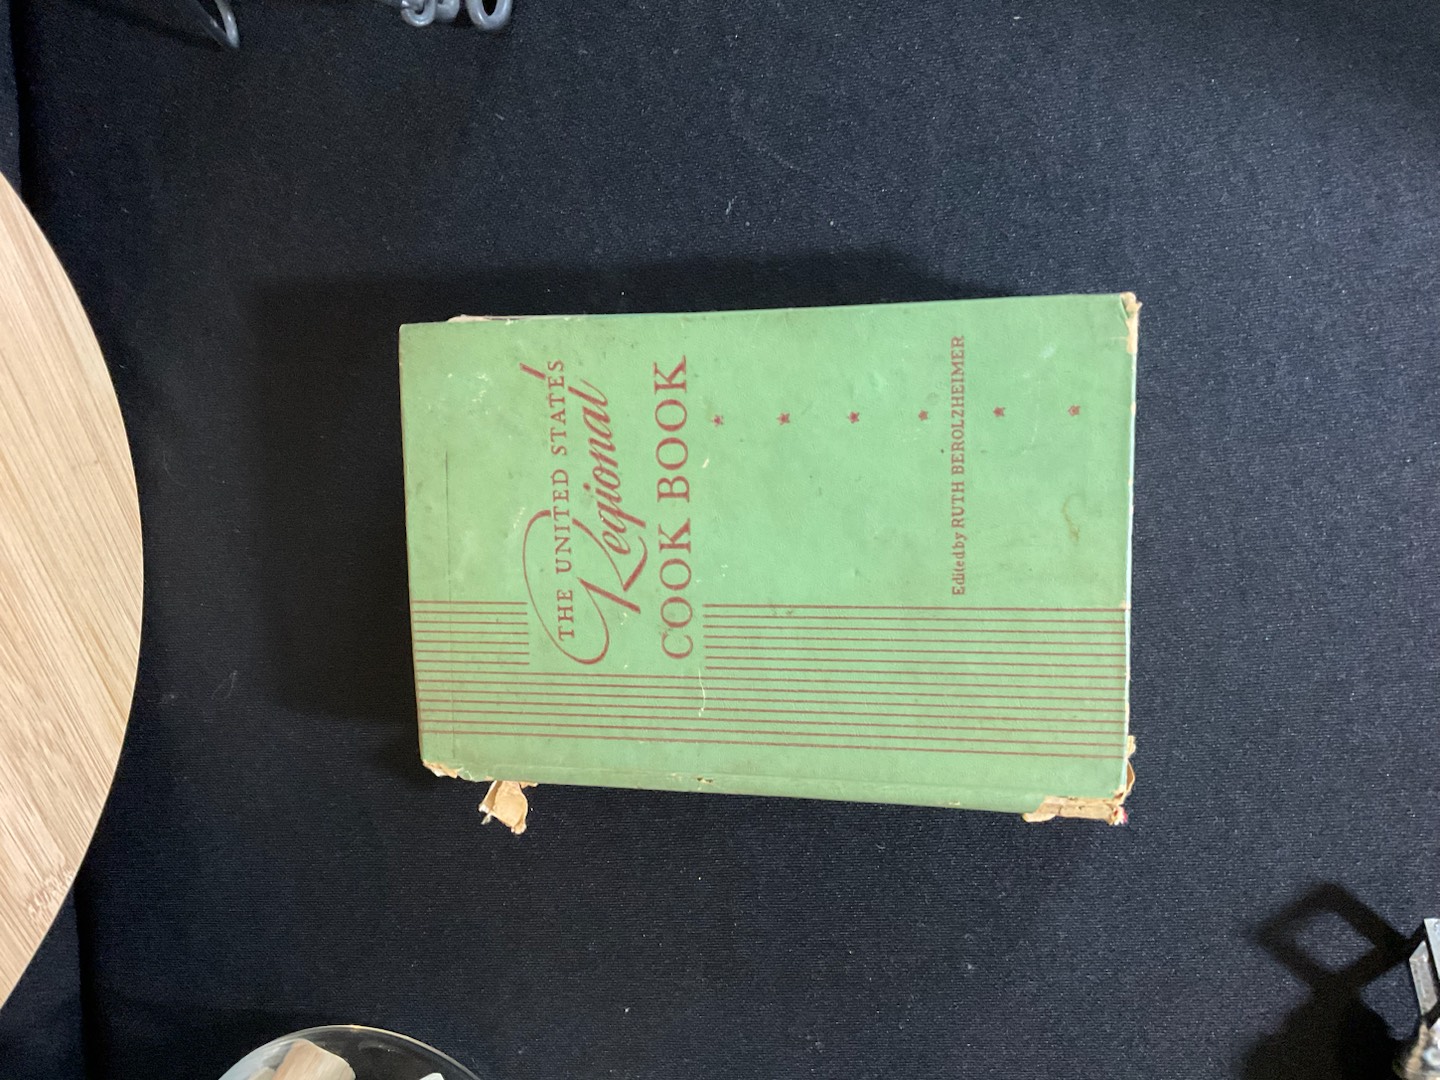 THE UNITED STATES
Regional
COOK BOOK
Edited by RUTH BEROLZHEIMER